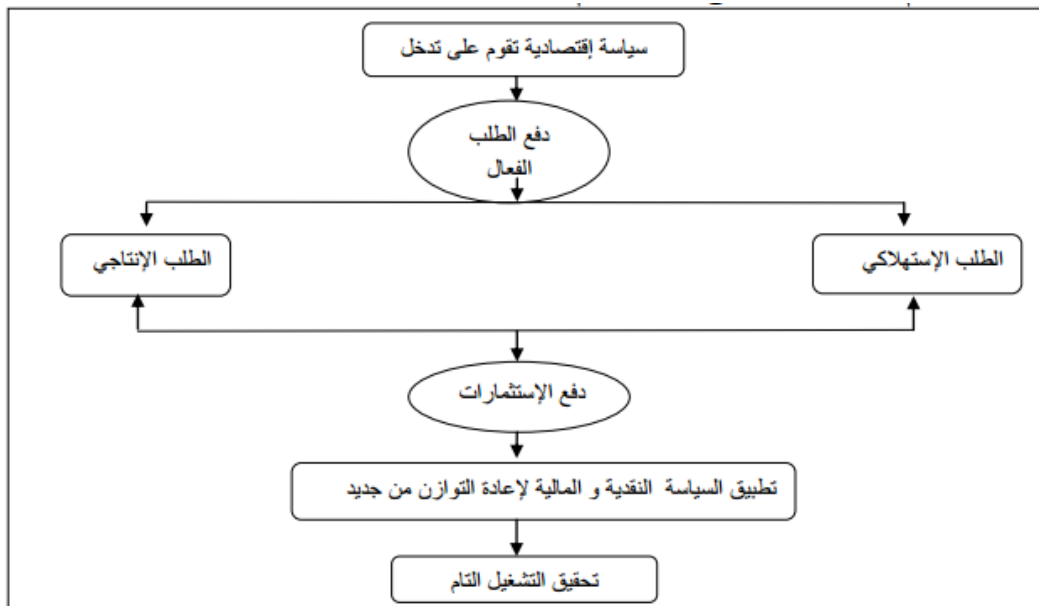 سياسة إقتصادية تقوم على تدخل
دفع الطلب
الفعال
الطلب الإستهلاكي
الطلب الإنتاجي
دفع الإستثمارات
تطبيق السياسة النقدية و المالية لإعادة التوازن من جديد
تحقيق التشغيل التام